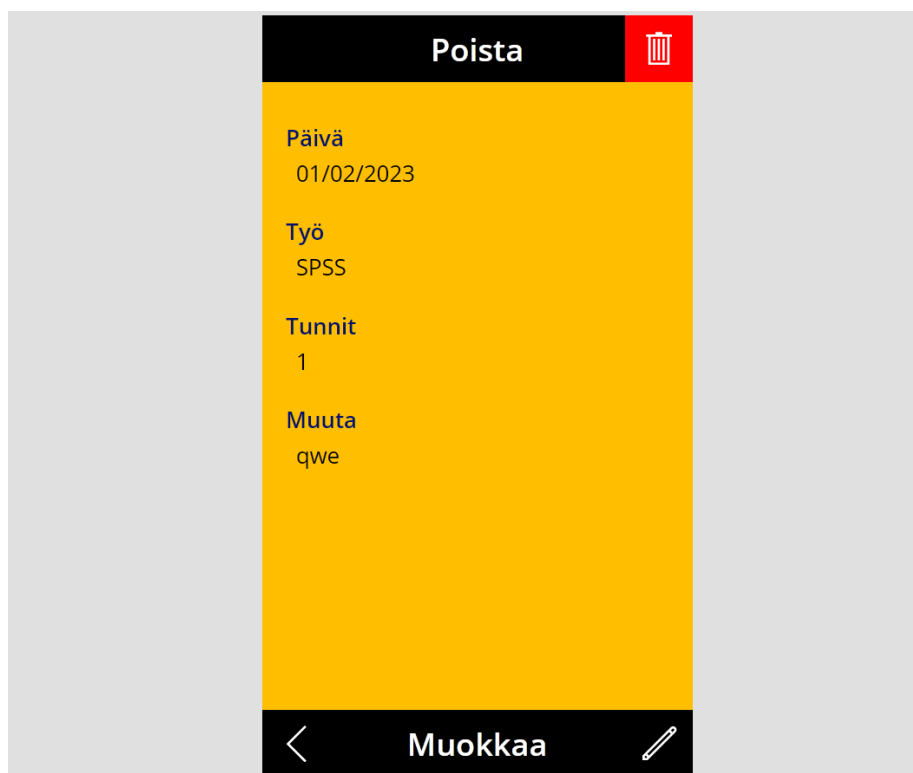 Poista
Päivä
01/02/2023
Työ
SPSS
Tunnit
1
Muuta
qwe
Muokkaa